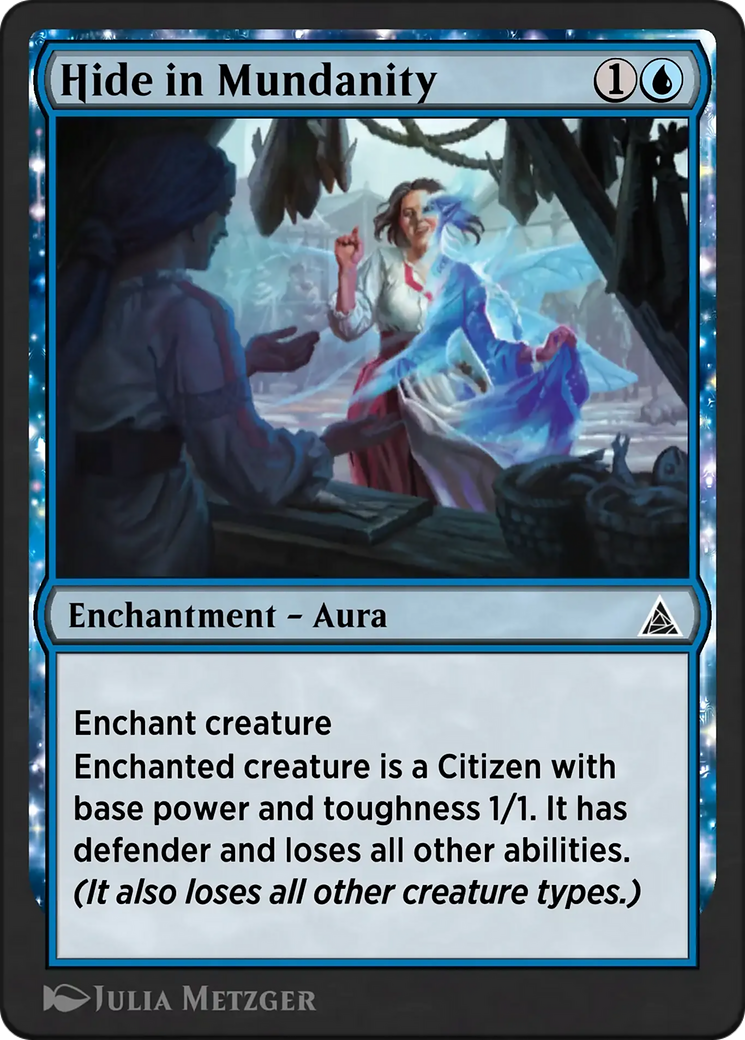 Hide in Mundanity 1
Enchantment – Aura
Enchant creature
Enchanted creature is a Citizen with
base power and toughness 1/1. It has
defender and loses all other abilities.
(It also loses all other creature types.)
Julia Metzger